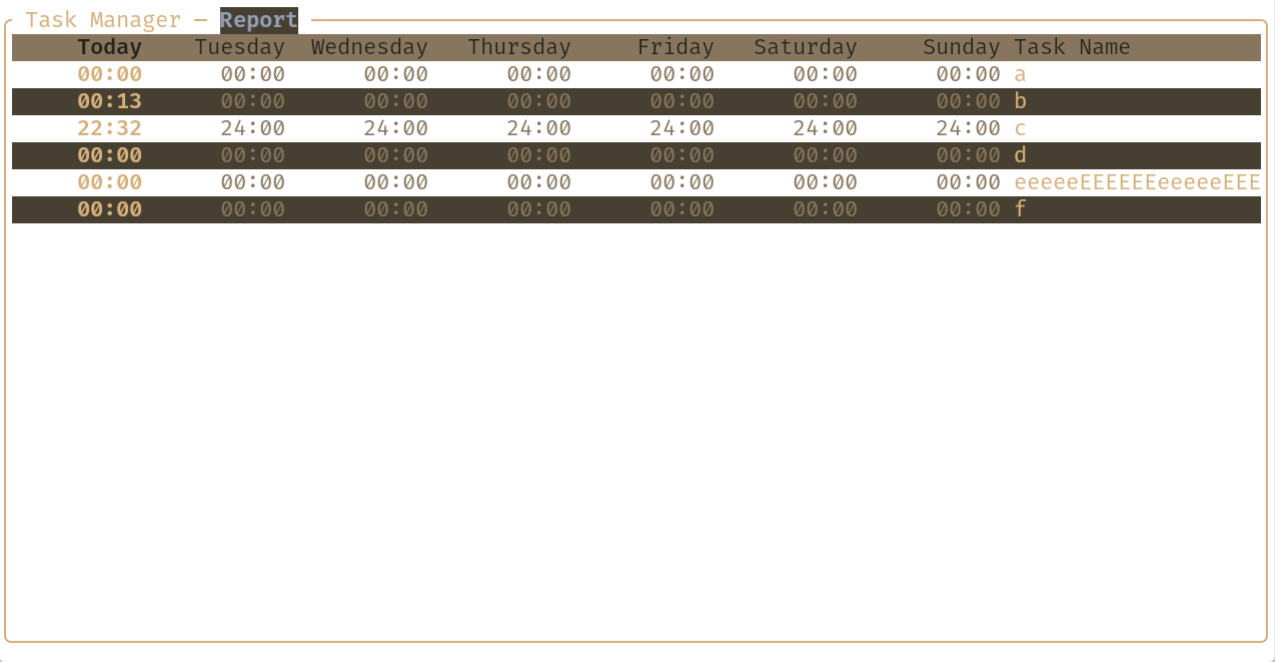 Task Manager — Report
Today Tuesday Wednesday Thursday Friday Saturday Sunday Task Name
00:00 00:00 00:00 00:00 00:00 00:00 00:00 a
00:13 00:00 00:00 00:00 00:00 00:00 00:00 b
22:32 24:00 24:00 24:00 24:00 24:00 24:00 c
00:00 00:00 00:00 00:00 00:00 00:00 00:00 d
00:00 00:00 00:00 00:00 00:00 00:00 00:00 eeeeeEEEEEEeeeeeEEE
00:00 00:00 00:00 00:00 00:00 00:00 00:00 f